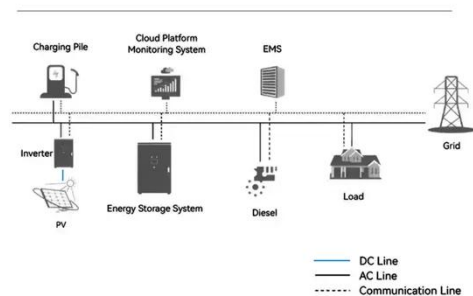 Charging Pile
Cloud Platform
Monitoring System
EMS
Grid
Inverter
PV
Energy Storage System
Diesel
Load
DC Line
AC Line
Communication Line